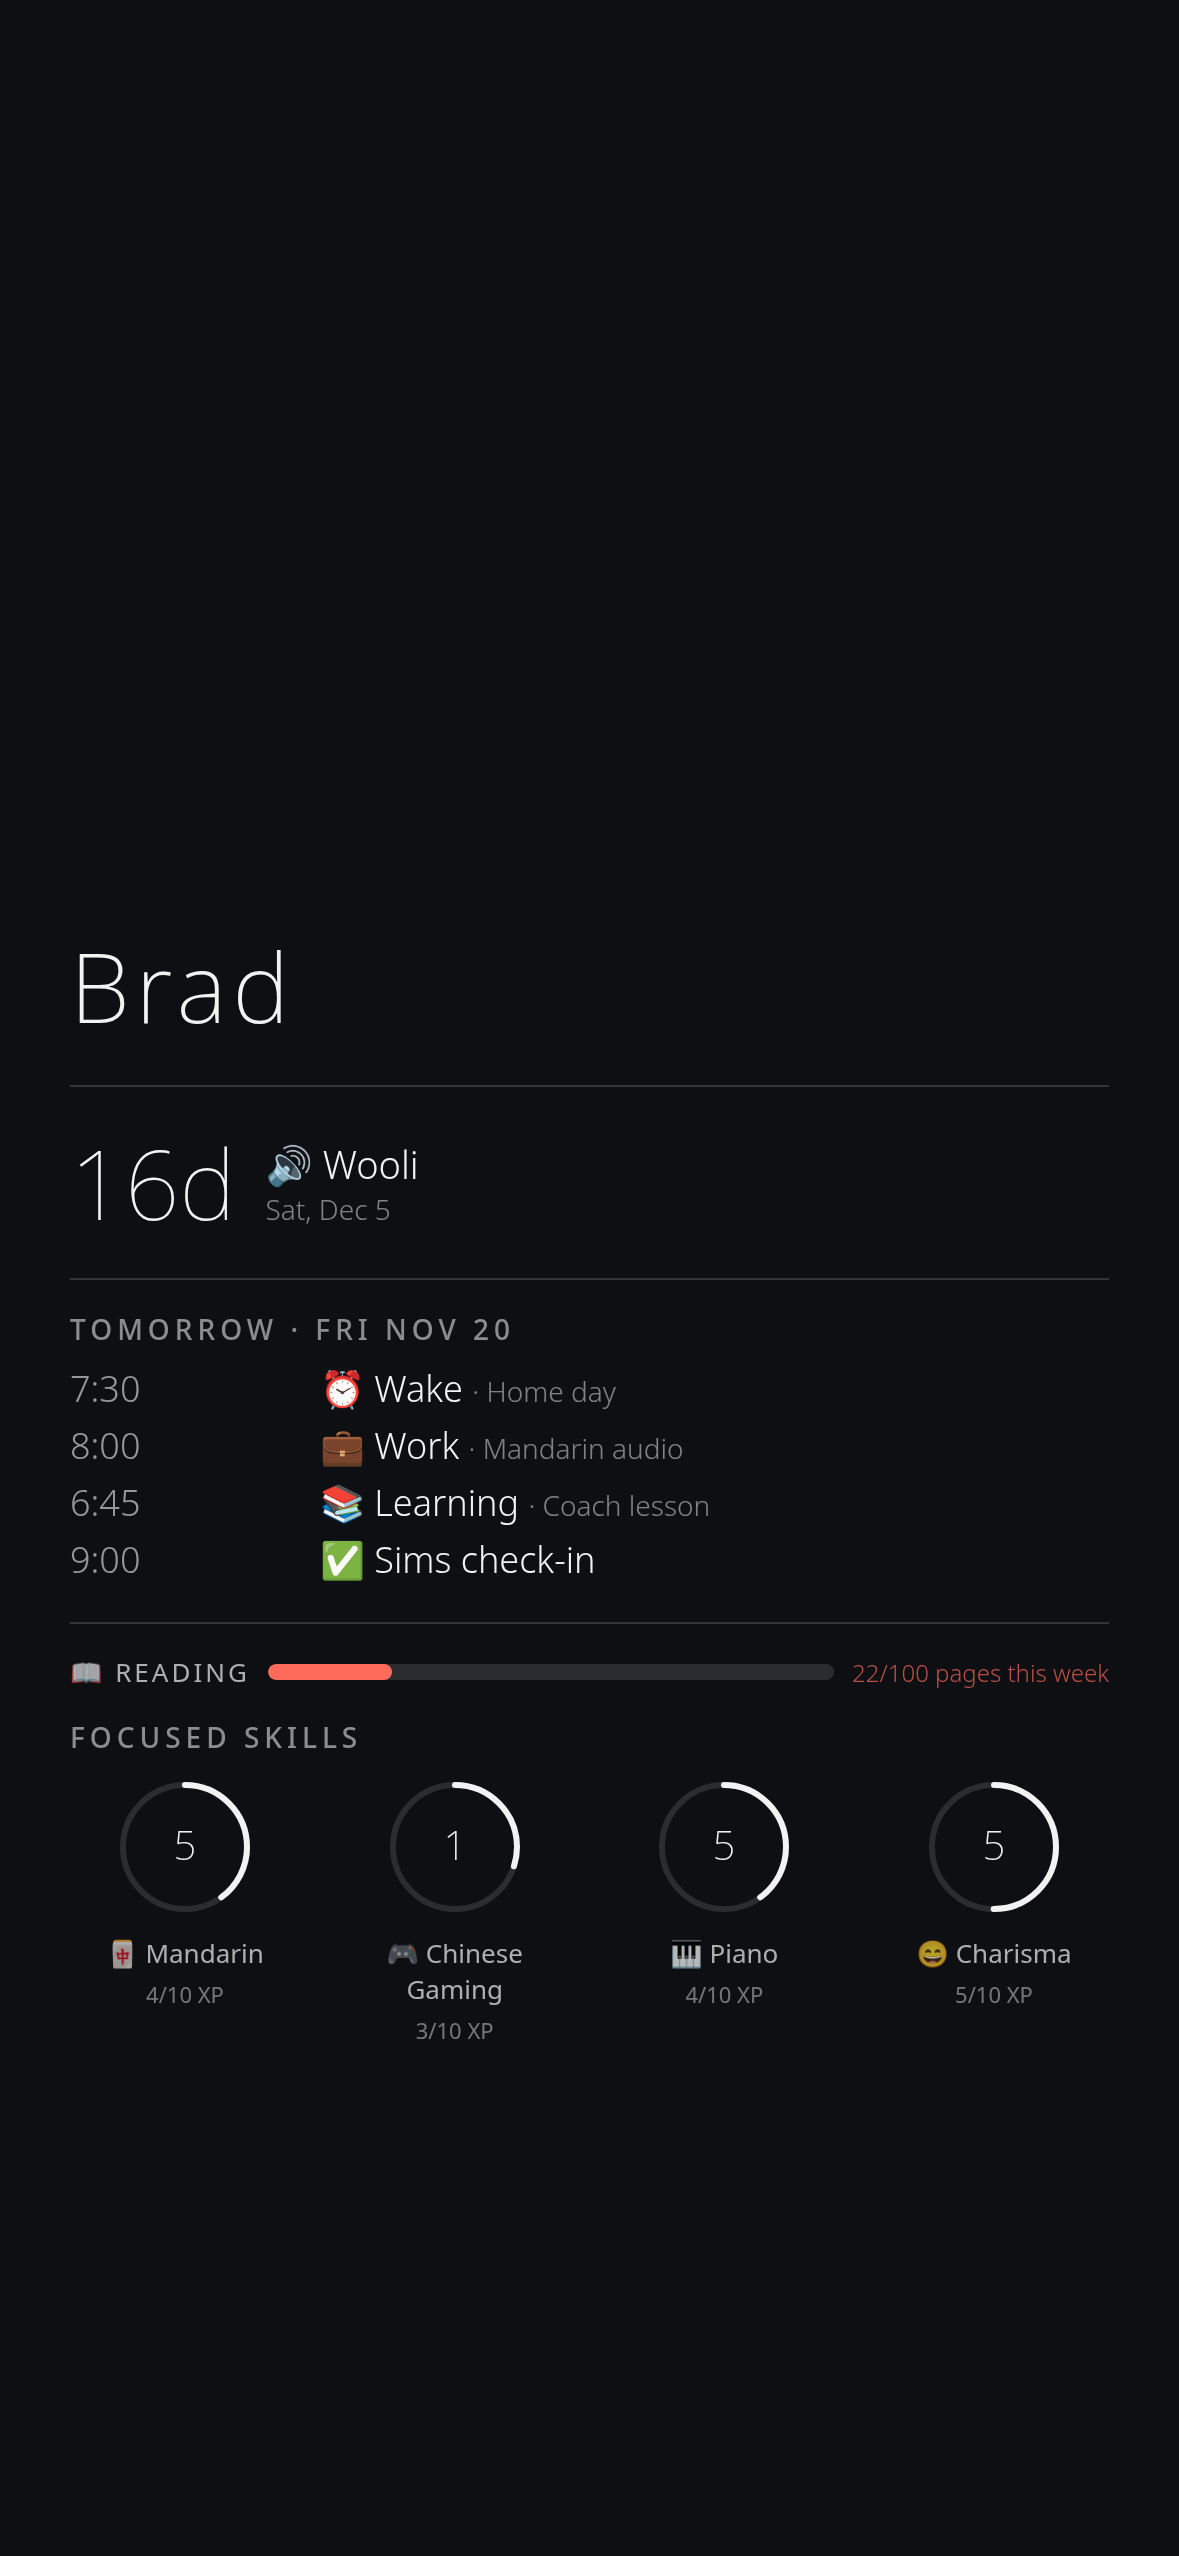 Brad
16d
🔊 Wooli
Sat, Dec 5
TOMORROW · FRI NOV 20
7:30 ⏰ Wake · Home day
8:00 💼 Work · Mandarin audio
6:45 📚 Learning · Coach lesson
9:00 ✅ Sims check-in
📖 READING 22/100 pages this week
FOCUSED SKILLS
5 1 5 5
🀄 Mandarin
4/10 XP
🎮 Chinese
Gaming
3/10 XP
🎹 Piano
4/10 XP
😄 Charisma
5/10 XP